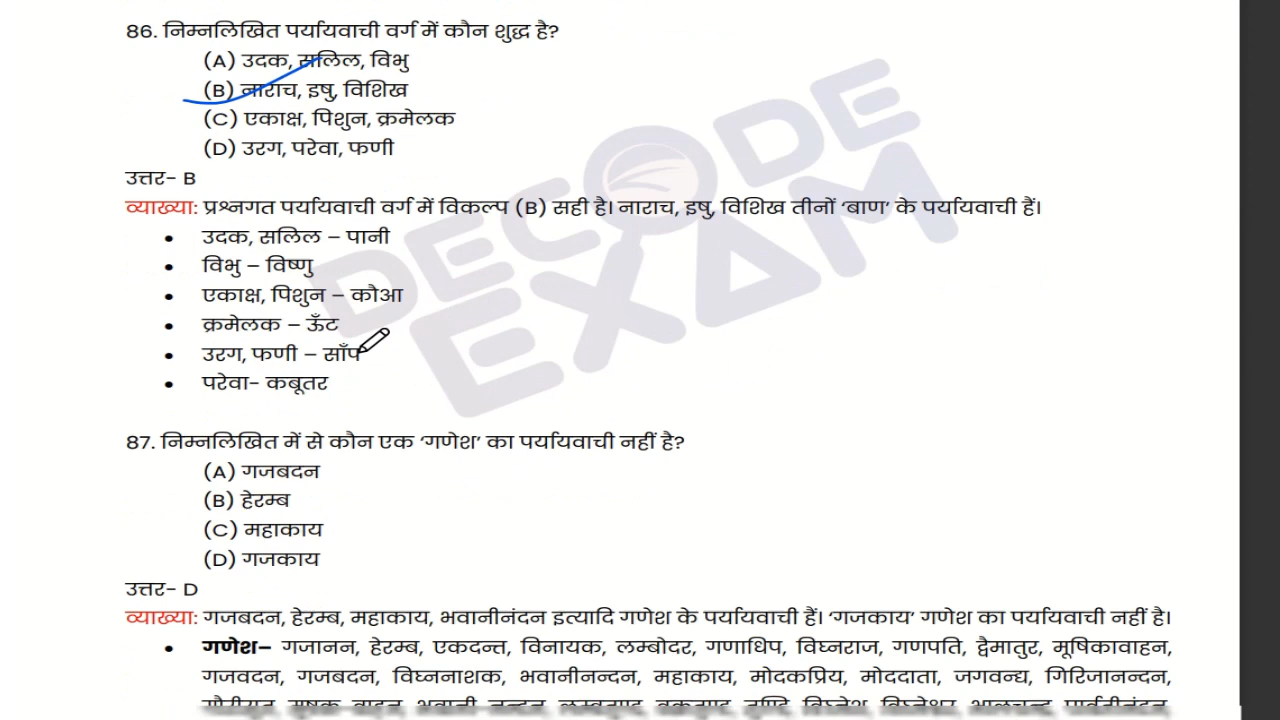 86. निम्नलिखित पर्यायवाची वर्ग में कौन शुद्ध है?
(A) उदक, सलिल, विभु
(B) नाराच, इषु, विशिख
(C) एकाक्ष, पिशुन, क्रमेलक
(D) उरग, परेवा, फणी
उत्तर- B
व्याख्या: प्रश्नगत पर्यायवाची वर्ग में विकल्प (B) सही है। नाराच, इषु, विशिख तीनों ‘बाण’ के पर्यायवाची हैं।
• उदक, सलिल – पानी
• विभु – विष्णु
• एकाक्ष, पिशुन – कौआ
• क्रमेलक – ऊँट
• उरग, फणी – साँप
• परेवा- कबूतर
DECODE
EXAM
87. निम्नलिखित में से कौन एक ‘गणेश’ का पर्यायवाची नहीं है?
(A) गजबदन
(B) हेरम्ब
(C) महाकाय
(D) गजकाय
उत्तर- D
व्याख्या: गजबदन, हेरम्ब, महाकाय, भवानीनंदन इत्यादि गणेश के पर्यायवाची हैं। ‘गजकाय’ गणेश का पर्यायवाची नहीं है।
• गणेश– गजानन, हेरम्ब, एकदन्त, विनायक, लम्बोदर, गणाधिप, विघ्नराज, गणपति, द्वैमातुर, मूषिकावाहन,
गजवदन, गजबदन, विघ्ननाशक, भवानीनन्दन, महाकाय, मोदकप्रिय, मोददाता, जगवन्द्य, गिरिजानन्दन,